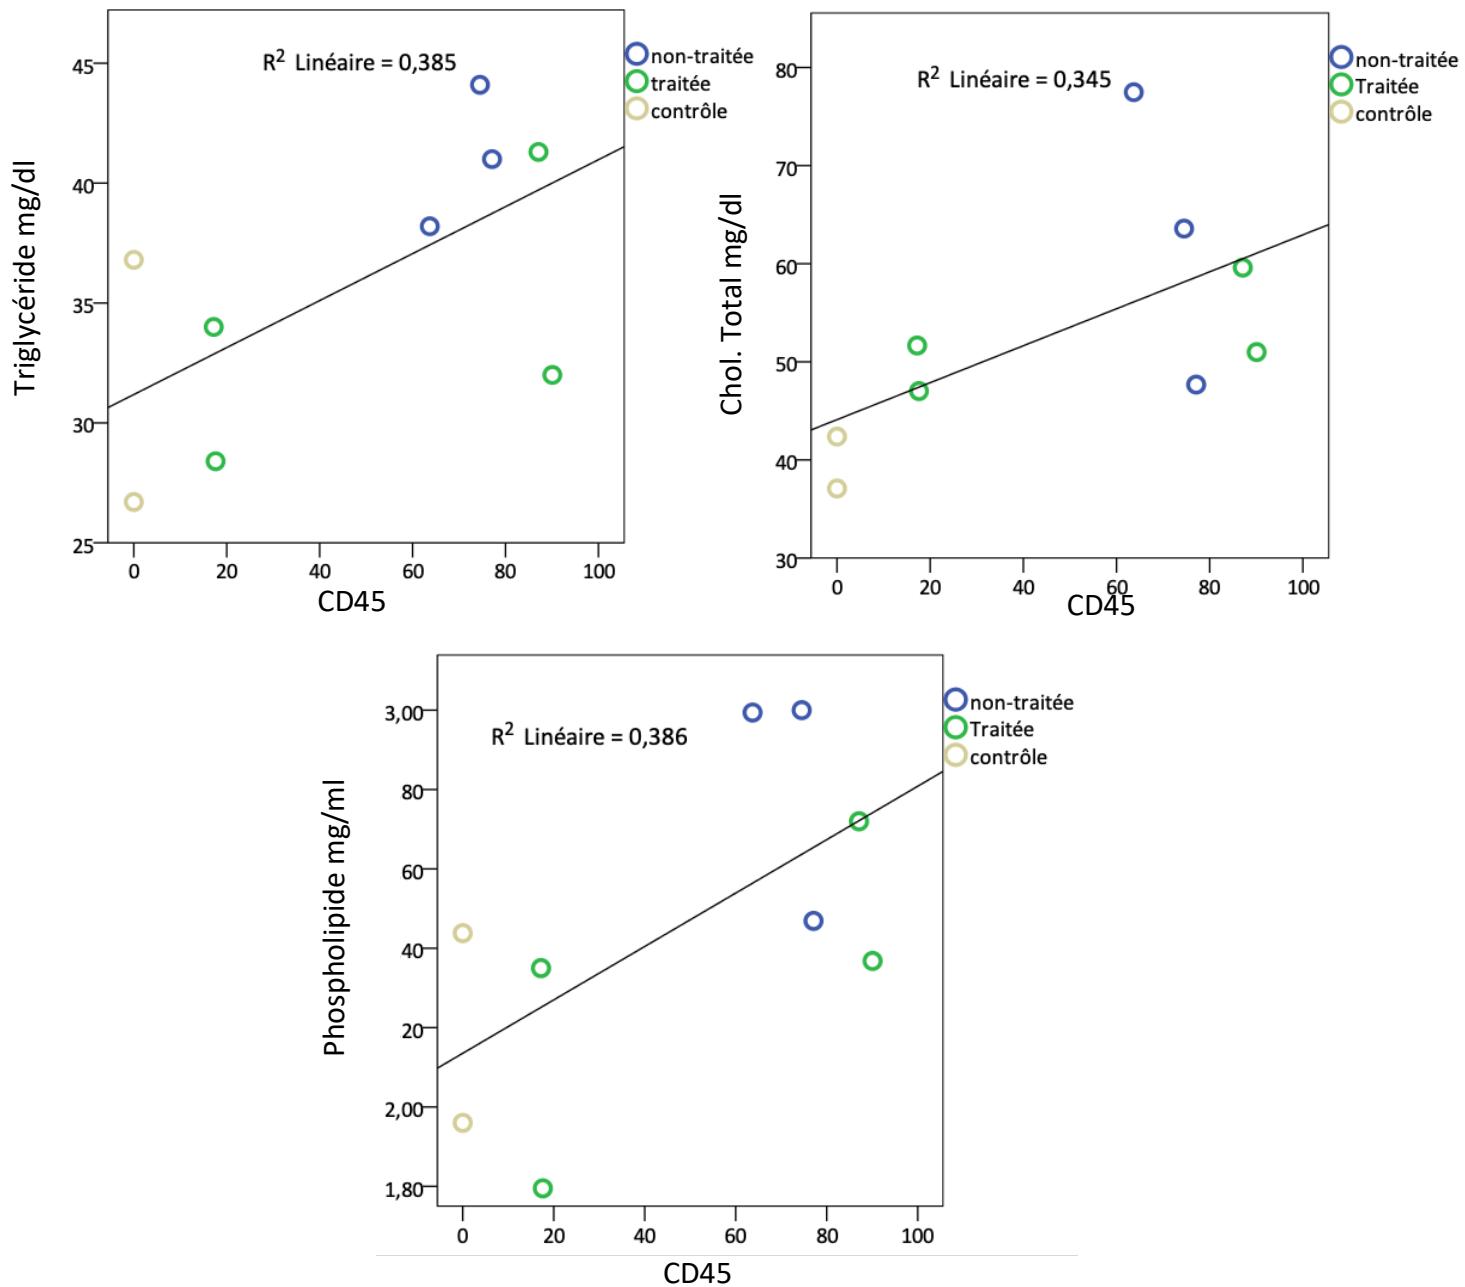 R² Linéaire = 0,385
non-traitée
traitée
contrôle
Triglycéride mg/dl
45
40
35
30
25
0 20 40 60 80 100
CD45
R² Linéaire = 0,345
non-traitée
Traitée
contrôle
Chol. Total mg/dl
80
70
60
50
40
30
0 20 40 60 80 100
CD45
R² Linéaire = 0,386
non-traitée
Traitée
contrôle
Phospholipide mg/ml
3,00
80
60
40
20
2,00
1,80
0 20 40 60 80 100
CD45